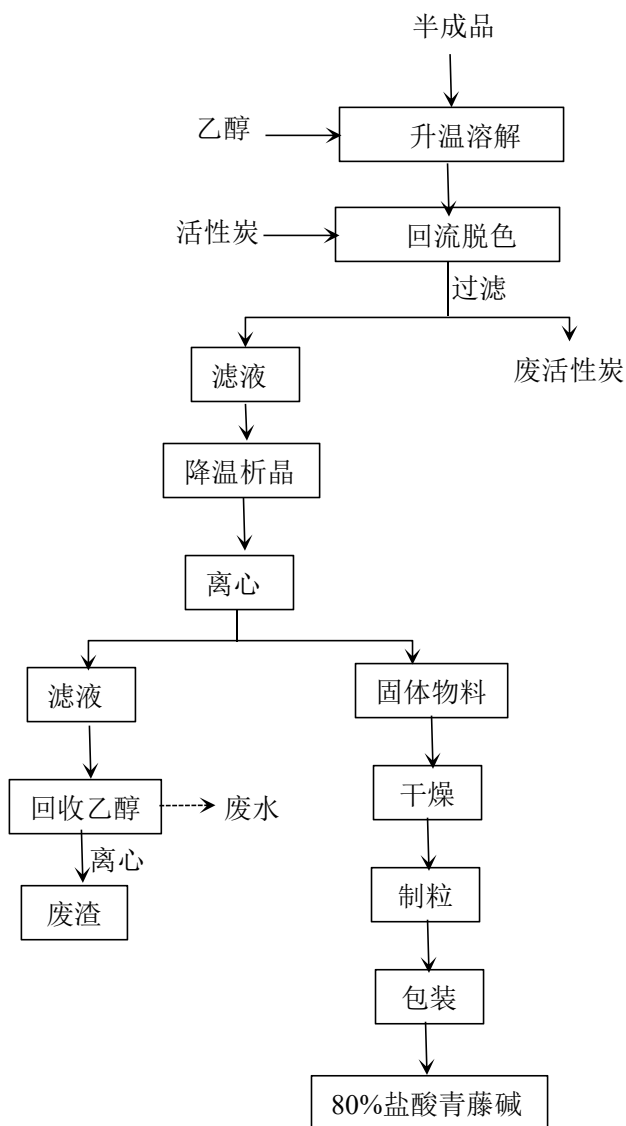 半成品
乙醇
升温溶解
活性炭
回流脱色
过滤
滤液
废活性炭
降温析晶
离心
滤液
固体物料
回收乙醇
废水
干燥
离心
废渣
制粒
包装
80%盐酸青藤碱